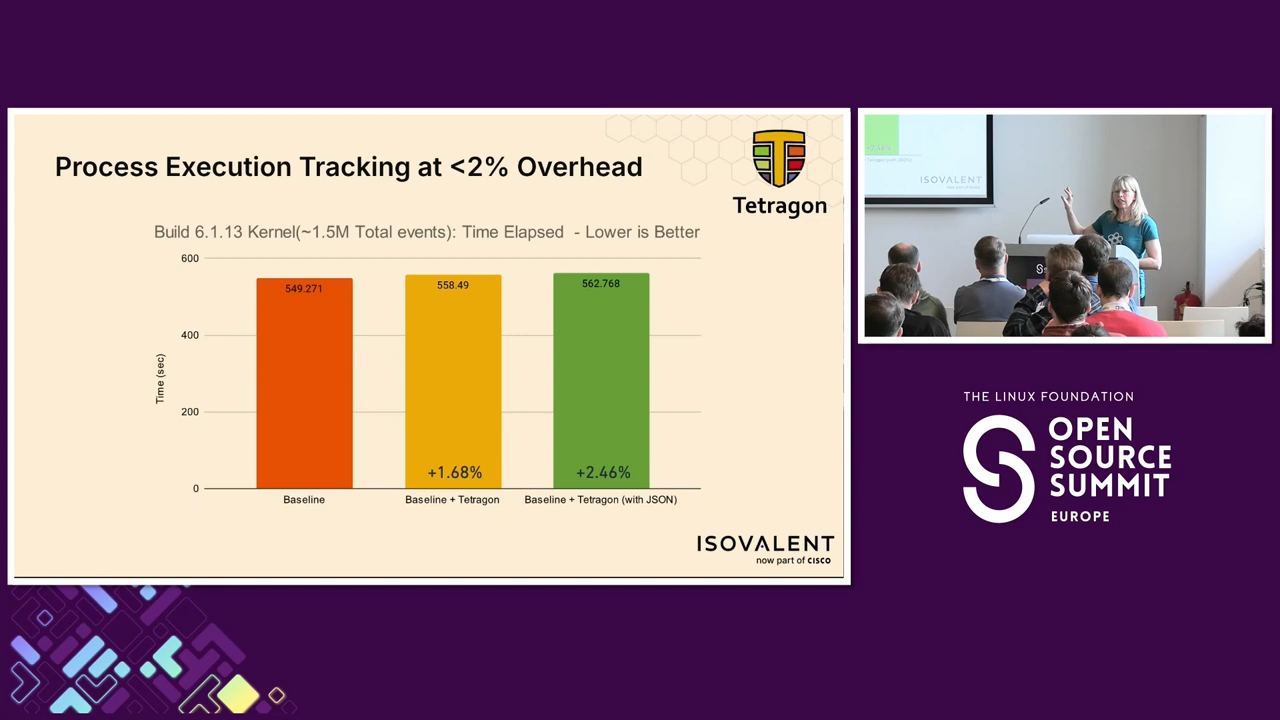 Process Execution Tracking at <2% Overhead
Tetragon
Build 6.1.13 Kernel(~1.5M Total events): Time Elapsed - Lower is Better
600
400
200
0
Time (sec)
549.271
558.49
562.768
+1.68%
+2.46%
Baseline
Baseline + Tetragon
Baseline + Tetragon (with JSON)
ISOVALENT
now part of CISCO
ISOVALENT
THE LINUX FOUNDATION
OPEN
SOURCE
SUMMIT
EUROPE